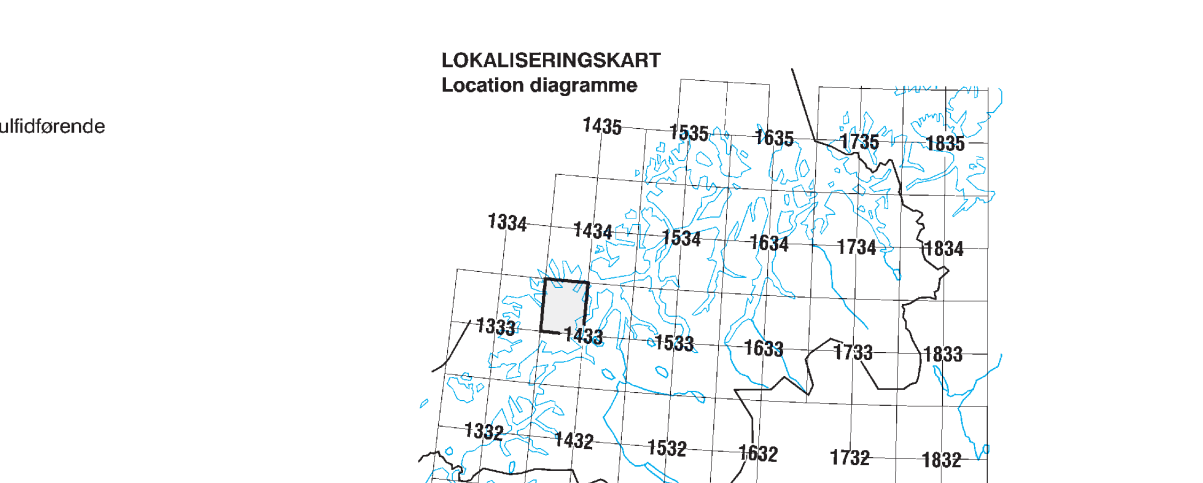 LOKALISERINGSKART
Location diagramme
ulfidførende
1435 1535 1635 1735 1835
1334 1434 1534 1634 1734 1834
1333 1433 1533 1633 1733 1833
1332 1432 1532 1632 1732 1832